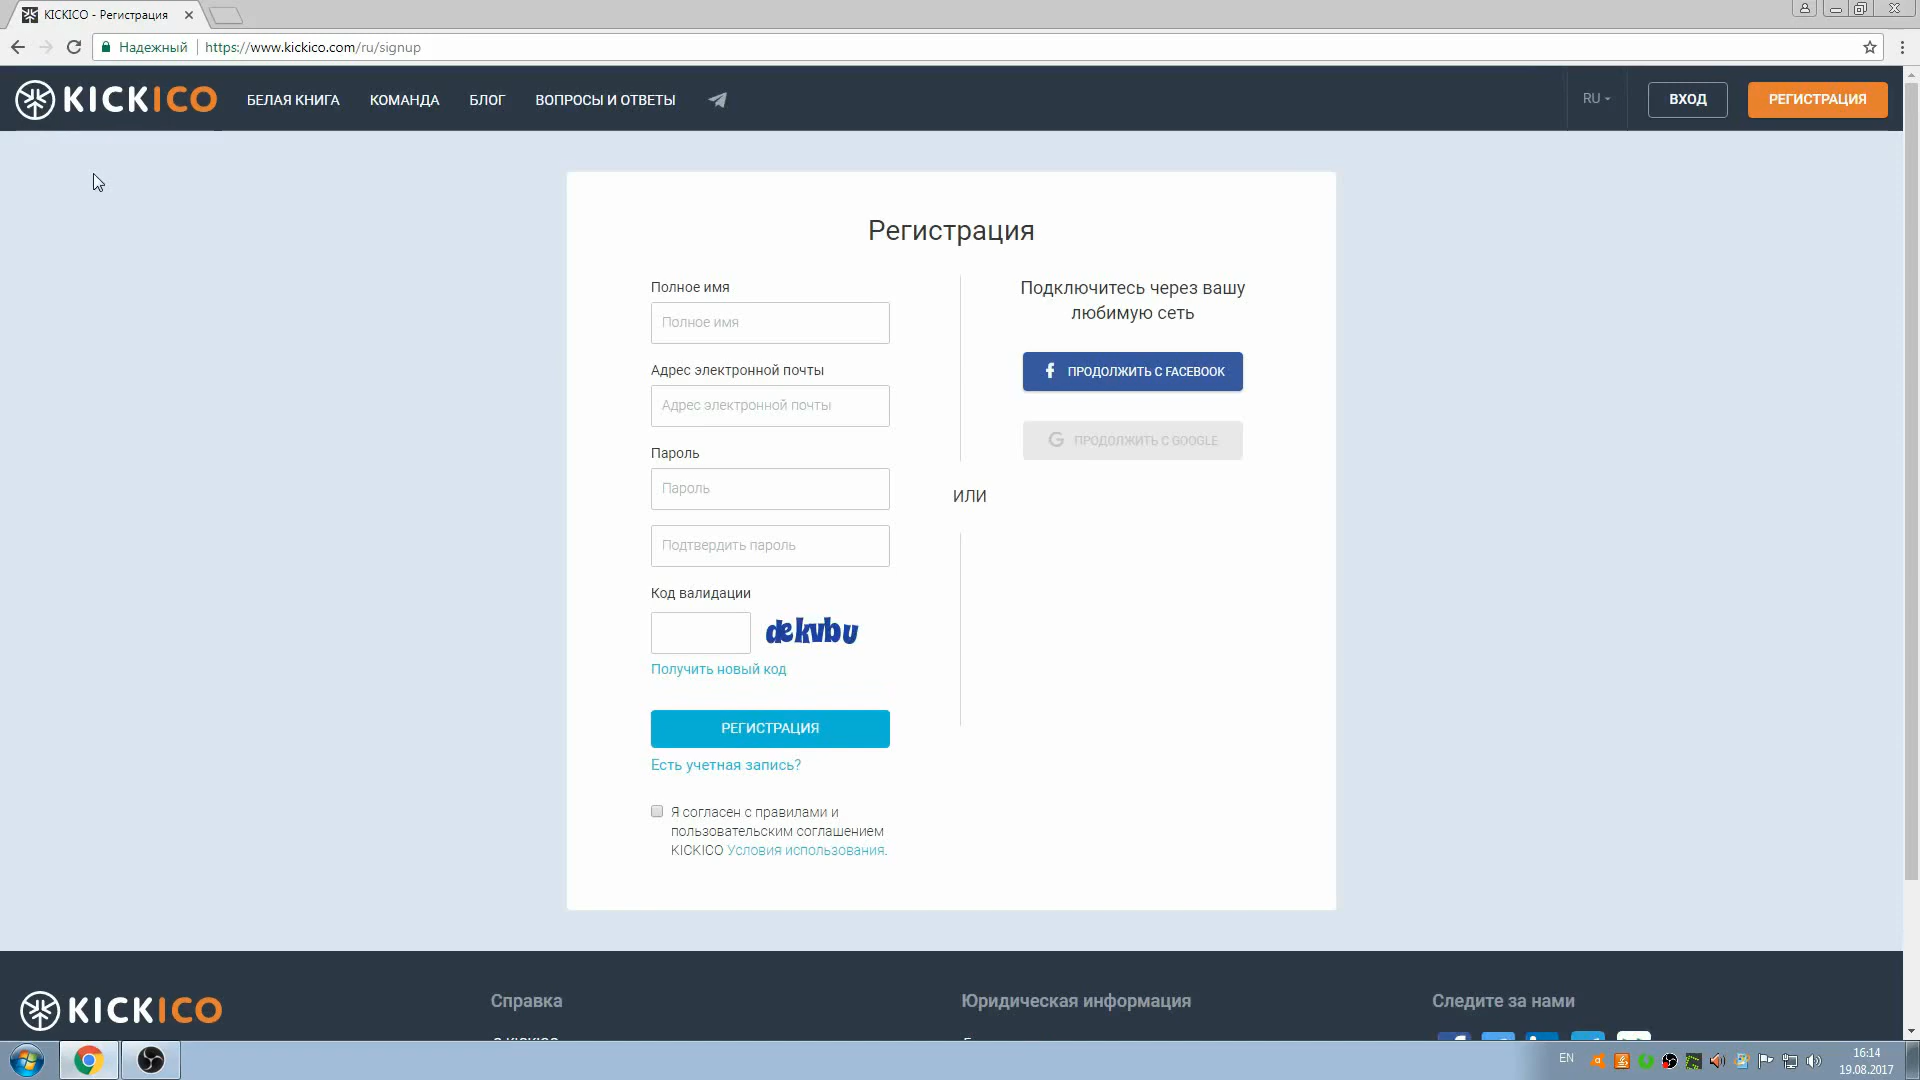 KICKICO - Регистрация
Надежный
https://www.kickico.com/ru/signup
KICKICO
БЕЛАЯ КНИГА
КОМАНДА
БЛОГ
ВОПРОСЫ И ОТВЕТЫ
RU
ВХОД
РЕГИСТРАЦИЯ
Регистрация
Полное имя
Полное имя
Адрес электронной почты
Адрес электронной почты
Пароль
Пароль
Подтвердить пароль
Код валидации
dekvbu
Получить новый код
РЕГИСТРАЦИЯ
Есть учетная запись?
Я согласен с правилами и
пользовательским соглашением
KICKICO Условия использования.
ИЛИ
Подключитесь через вашу
любимую сеть
ПРОДОЛЖИТЬ С FACEBOOK
ПРОДОЛЖИТЬ С GOOGLE
KICKICO
Справка
Юридическая информация
Следите за нами
EN
16:14
19.08.2017